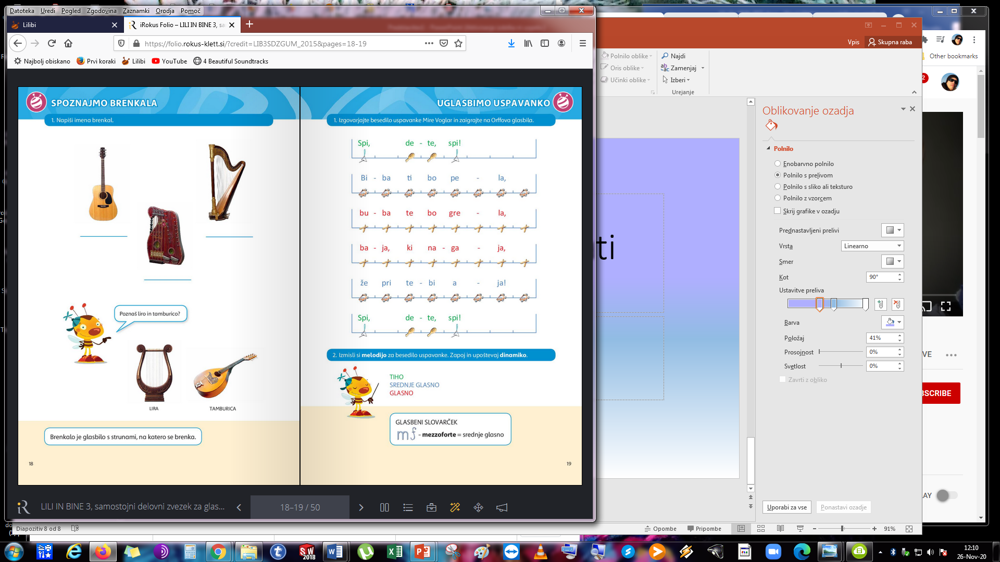 Datoteka Uredi Pogled Zgodovina Zaznamki Orodja Pomoč
Lilibi
iRokus Folio – LILI IN BINE 3, sa
https://folio.rokus-klett.si/?credit=LIB3SDZGUM_2015&pages=18-19
Najbolj obiskano Prvi koraki Lilibi YouTube 4 Beautiful Soundtracks
SPOZNAJMO BRENKALA
1. Napiši imena brenkal.
Poznaš liro in tamburico?
LIRA TAMBURICA
Brenkalo je glasbilo s strunami, na katero se brenka.
18
UGLASBIMO USPAVANKO
1. Izgovarjajte besedilo uspavanke Mire Voglar in zaigrajte na Orffova glasbila.
Spi, de - te, spi!
Bi - ba ti bo pe - la,
bu - ba te bo gre - la,
ba - ja, ki na - ga - ja,
že pri te - bi a - ja!
Spi, de - te, spi!
2. Izmisli si melodijo za besedilo uspavanke. Zapoj in upoštevaj dinamiko.
TIHO
SREDNJE GLASNO
GLASNO
GLASBENI SLOVARČEK
mf - mezzoforte = srednje glasno
19
LILI IN BINE 3, samostojni delovni zvezek za glas...
18–19 / 50
Vpis Skupna raba
Polnilo oblike
Oris oblike
Učinki oblike
Najdi
Zamenjaj
Izberi
Urejanje
ti
Oblikovanje ozadja
Polnilo
Enobarvno polnilo
Polnilo s prelivom
Polnilo s sliko ali teksturo
Polnilo z vzorcem
Skrij grafike v ozadju
Prednastavljeni prelivi
Vrsta Linearno
Smer
Kot 90°
Ustavitve preliva
Barva
Položaj 41%
Prosojnost 0%
Svetlost 0%
Zavrti z obliko
Uporabi za vse Ponastavi ozadje
Diapozitiv 8 od 8
Opombe Pripombe 91%
Other bookmarks
2
VE
BSCRIBE
LAY
12:10
26-Nov-20